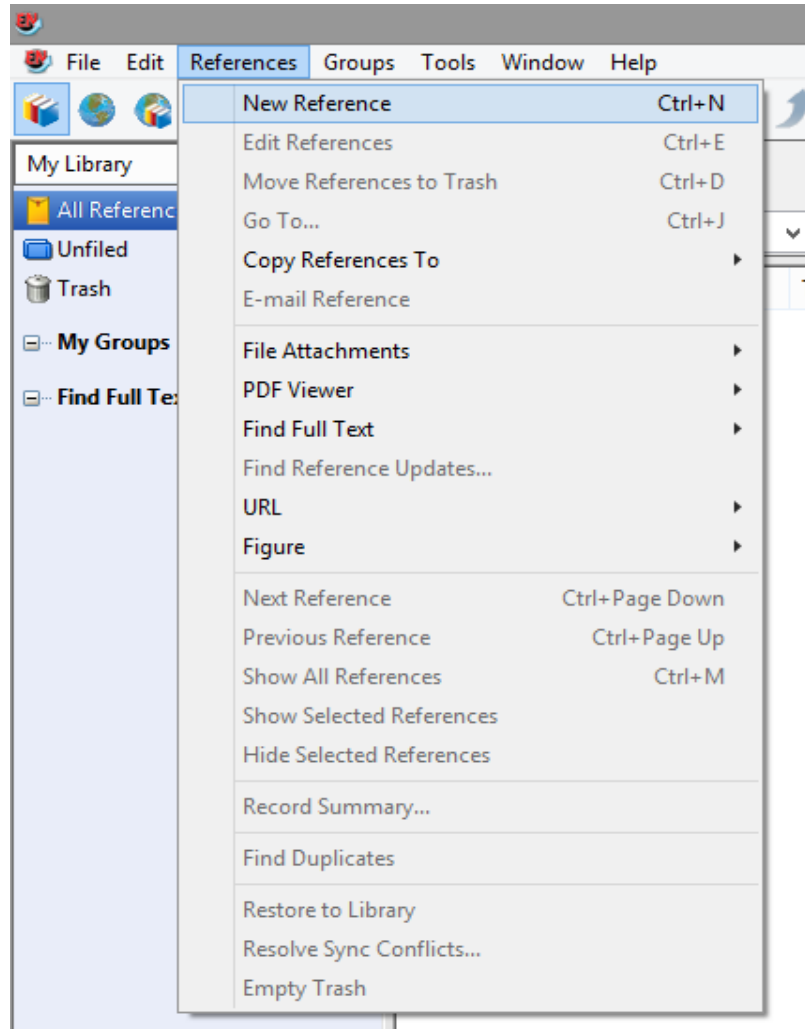 File Edit References Groups Tools Window Help
New Reference Ctrl+N
Edit References Ctrl+E
My Library
Move References to Trash Ctrl+D
All Referenc
Go To... Ctrl+J
Unfiled
Copy References To
Trash
E-mail Reference
My Groups
File Attachments
PDF Viewer
Find Full Te
Find Full Text
Find Reference Updates...
URL
Figure
Next Reference Ctrl+Page Down
Previous Reference Ctrl+Page Up
Show All References Ctrl+M
Show Selected References
Hide Selected References
Record Summary...
Find Duplicates
Restore to Library
Resolve Sync Conflicts...
Empty Trash